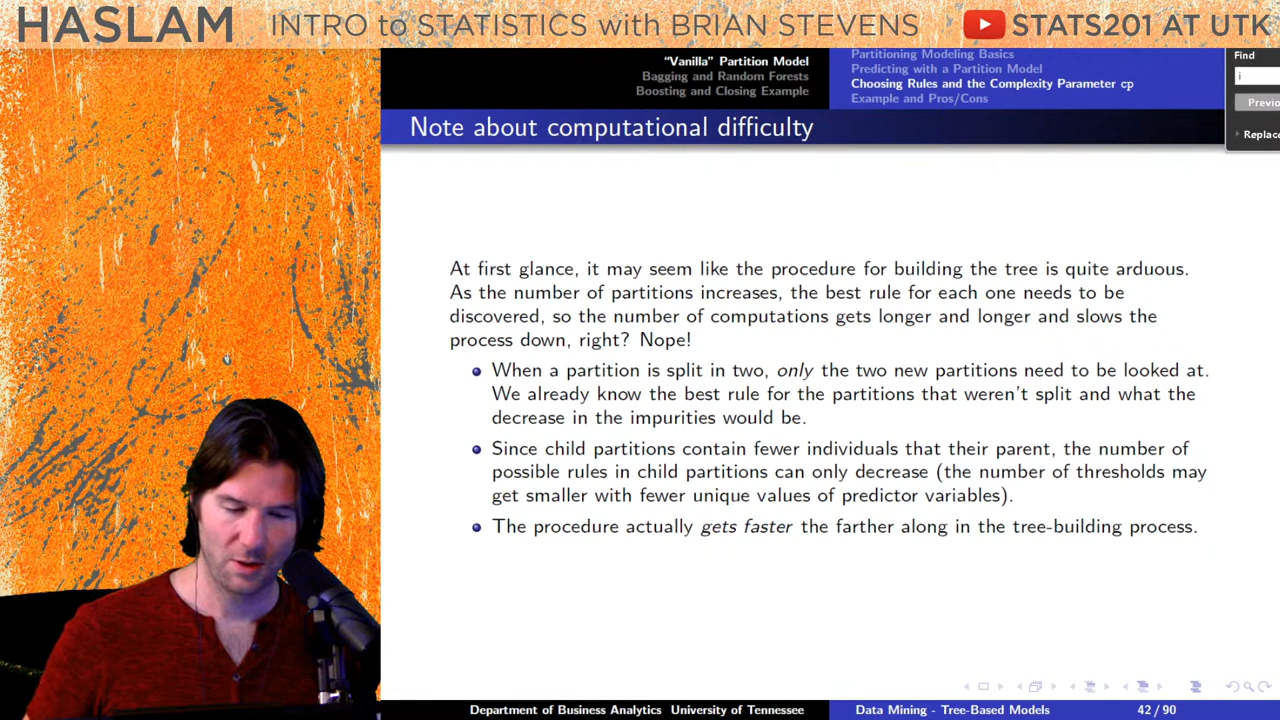 HASLAM INTRO to STATISTICS with BRIAN STEVENS STATS201 AT UTK
"Vanilla" Partition Model
Bagging and Random Forests
Boosting and Closing Example
Partitioning Modeling Basics
Predicting with a Partition Model
Choosing Rules and the Complexity Parameter cp
Example and Pros/Cons
Find
i
Previo
Replace
Note about computational difficulty
At first glance, it may seem like the procedure for building the tree is quite arduous.
As the number of partitions increases, the best rule for each one needs to be
discovered, so the number of computations gets longer and longer and slows the
process down, right? Nope!
When a partition is split in two, only the two new partitions need to be looked at.
We already know the best rule for the partitions that weren't split and what the
decrease in the impurities would be.
Since child partitions contain fewer individuals that their parent, the number of
possible rules in child partitions can only decrease (the number of thresholds may
get smaller with fewer unique values of predictor variables).
The procedure actually gets faster the farther along in the tree-building process.
Department of Business Analytics University of Tennessee Data Mining - Tree-Based Models 42 / 90